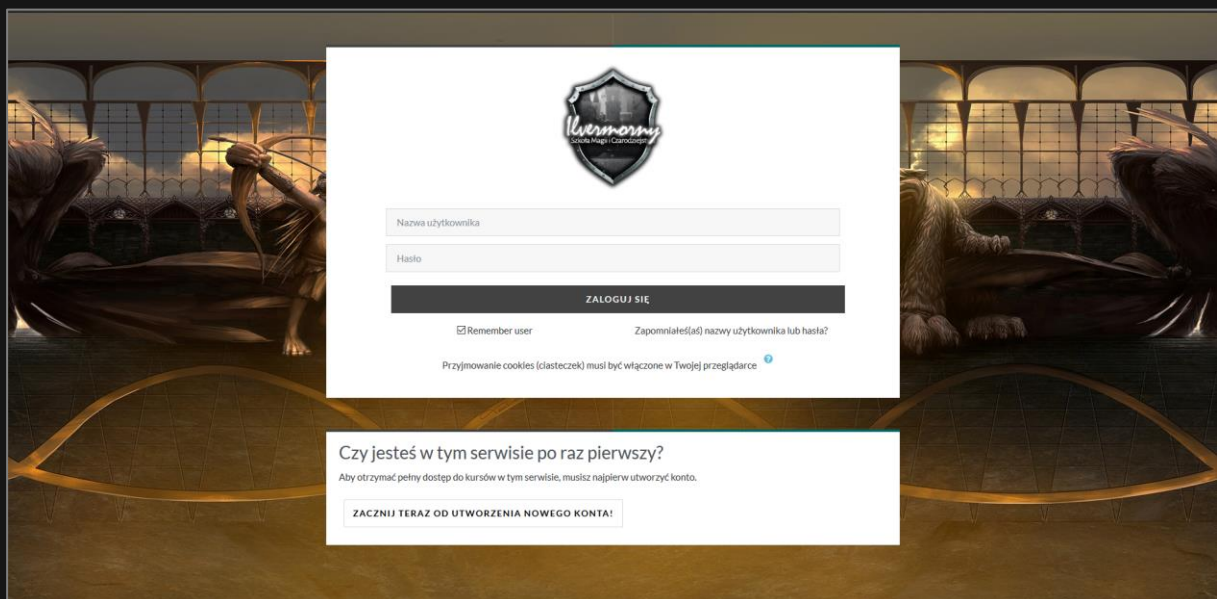 Ilvermorny
Szkoła Magii i Czarodziejstwa
Nazwa użytkownika
Hasło
ZALOGUJ SIĘ
Remember user
Zapomniałeś(aś) nazwy użytkownika lub hasła?
Przyjmowanie cookies (ciasteczek) musi być włączone w Twojej przeglądarce
?
Czy jesteś w tym serwisie po raz pierwszy?
Aby otrzymać pełny dostęp do kursów w tym serwisie, musisz najpierw utworzyć konto.
ZACZNIJ TERAZ OD UTWORZENIA NOWEGO KONTA!